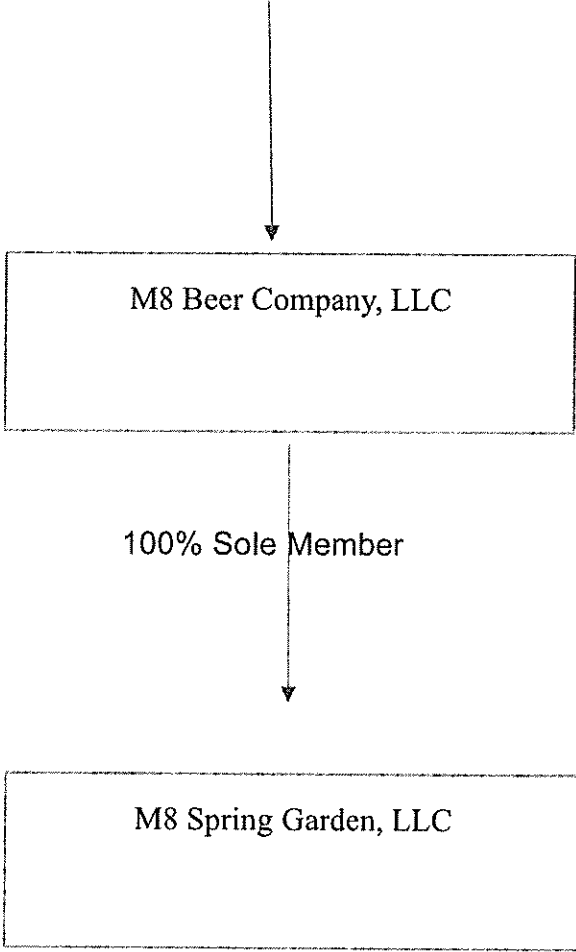 M8 Beer Company, LLC
100% Sole Member
M8 Spring Garden, LLC